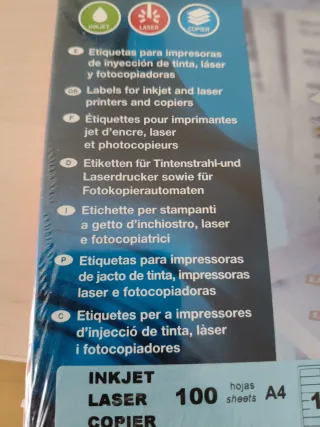 INKJET LASER COPIER
E Etiquetas para impresoras
de inyección de tinta, láser
y fotocopiadoras
GB Labels for inkjet and laser
printers and copiers
F Étiquettes pour imprimantes
jet d'encre, laser
et photocopieurs
D Etiketten für Tintenstrahl-und
Laserdrucker sowie für
Fotokopierautomaten
I Etichette per stampanti
a getto d'inchiostro, laser
e fotocopiatrici
P Etiquetas para impressoras
de jacto de tinta, impressoras
laser e fotocopiadoras
C Etiquetes per a impressores
d'injecció de tinta, làser
i fotocopiadores
INKJET
LASER 100 hojas A4
sheets
COPIER